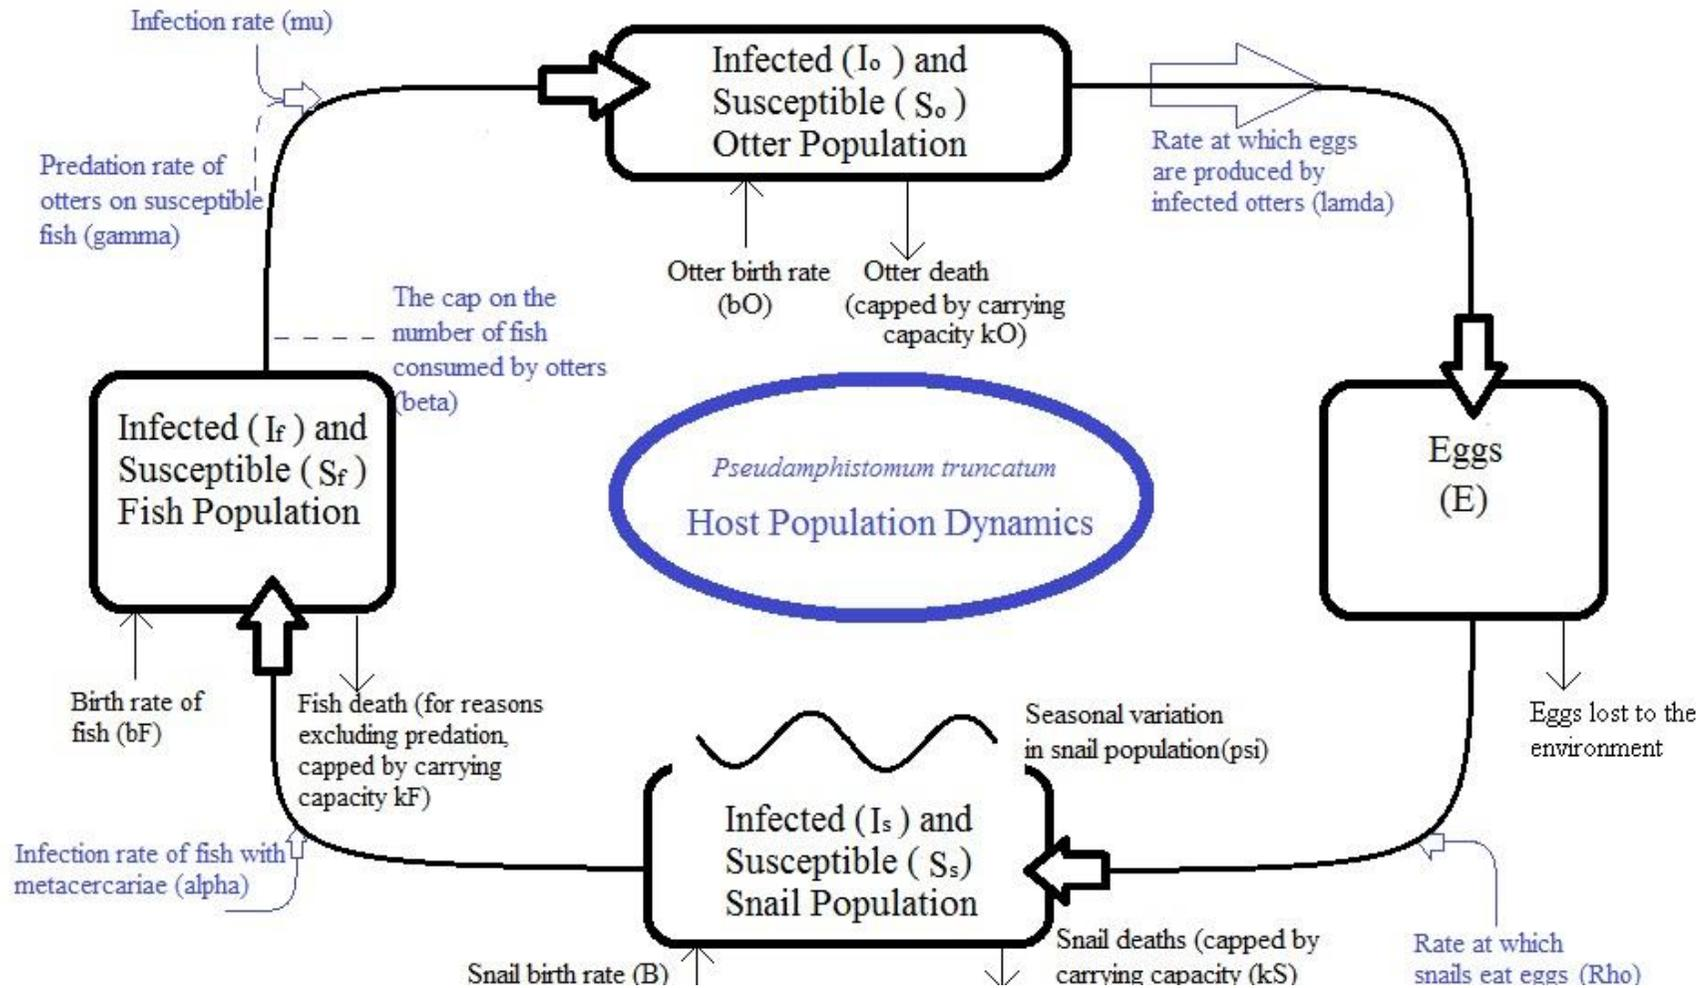 Infection rate (mu)
Infected (Io) and
Susceptible (So)
Otter Population
Predation rate of
otters on susceptible
fish (gamma)
Rate at which eggs
are produced by
infected otters (lamda)
Otter birth rate
(bO)
Otter death
(capped by carrying
capacity kO)
The cap on the
number of fish
consumed by otters
(beta)
Infected (If) and
Susceptible (Sf)
Fish Population
Pseudamphistomum truncatum
Host Population Dynamics
Eggs
(E)
Birth rate of
fish (bF)
Fish death (for reasons
excluding predation,
capped by carrying
capacity kF)
Seasonal variation
in snail population(psi)
Eggs lost to the
environment
Infection rate of fish with
metacercariae (alpha)
Infected (Is) and
Susceptible (Ss)
Snail Population
Snail birth rate (B)
Snail deaths (capped by
carrying capacity (kS)
Rate at which
snails eat eggs (Rho)